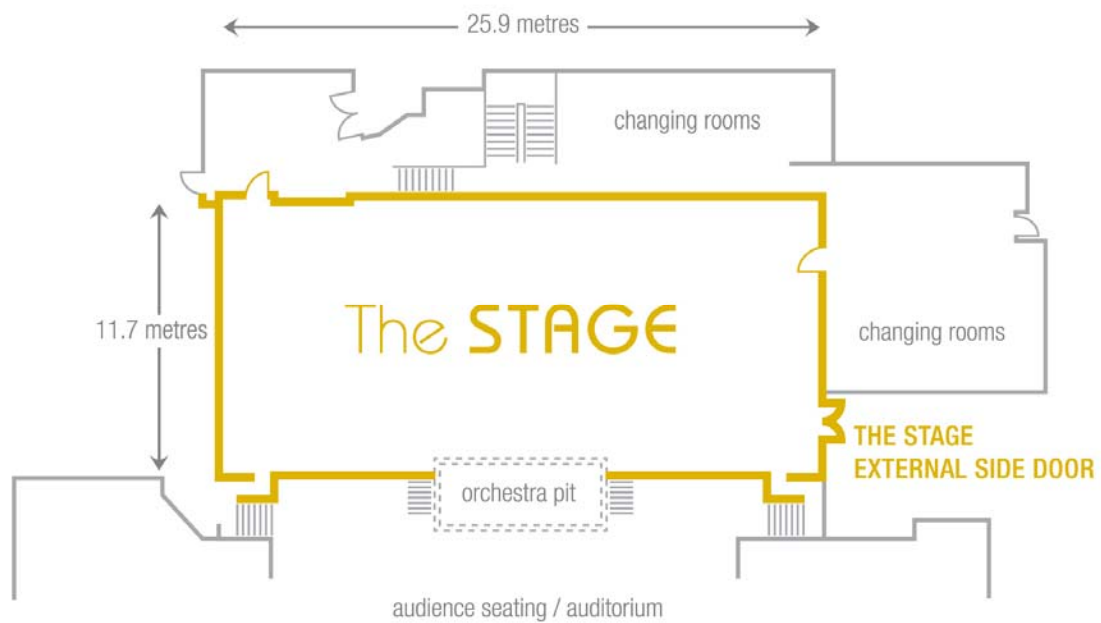 25.9 metres
changing rooms
11.7 metres
The STAGE
changing rooms
THE STAGE
EXTERNAL SIDE DOOR
orchestra pit
audience seating / auditorium